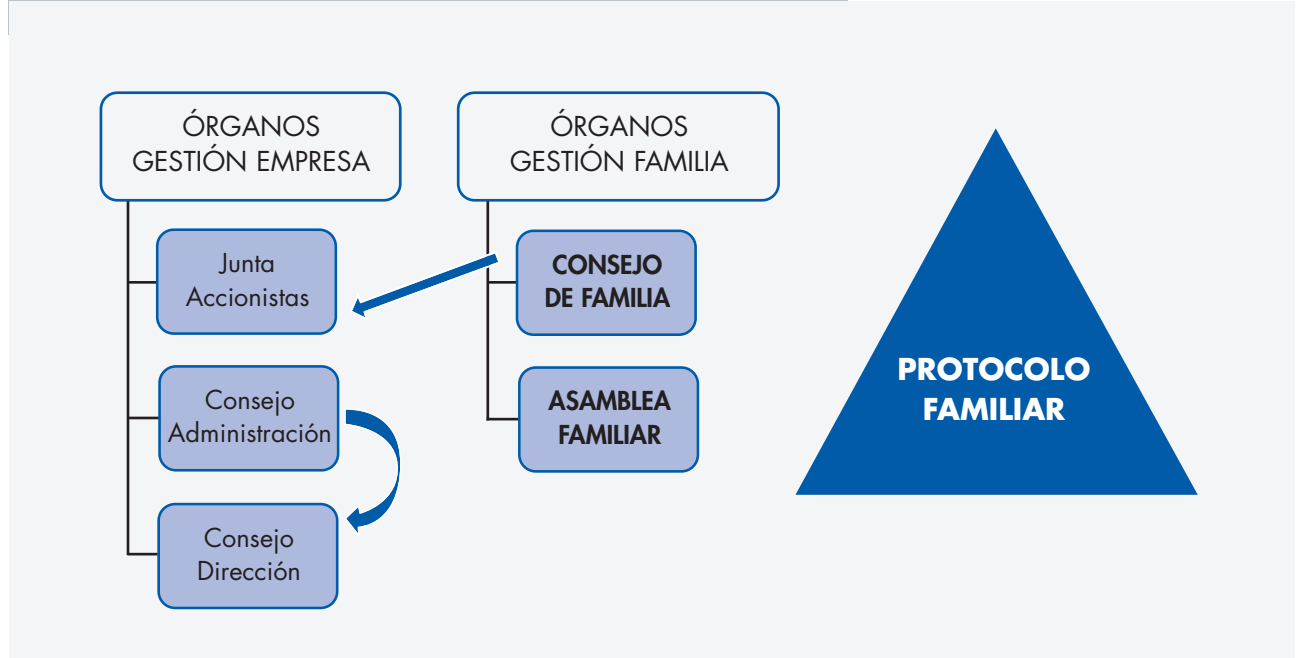 ÓRGANOS
GESTIÓN EMPRESA
Junta
Accionistas
Consejo
Administración
Consejo
Dirección
ÓRGANOS
GESTIÓN FAMILIA
CONSEJO
DE FAMILIA
ASAMBLEA
FAMILIAR
PROTOCOLO
FAMILIAR